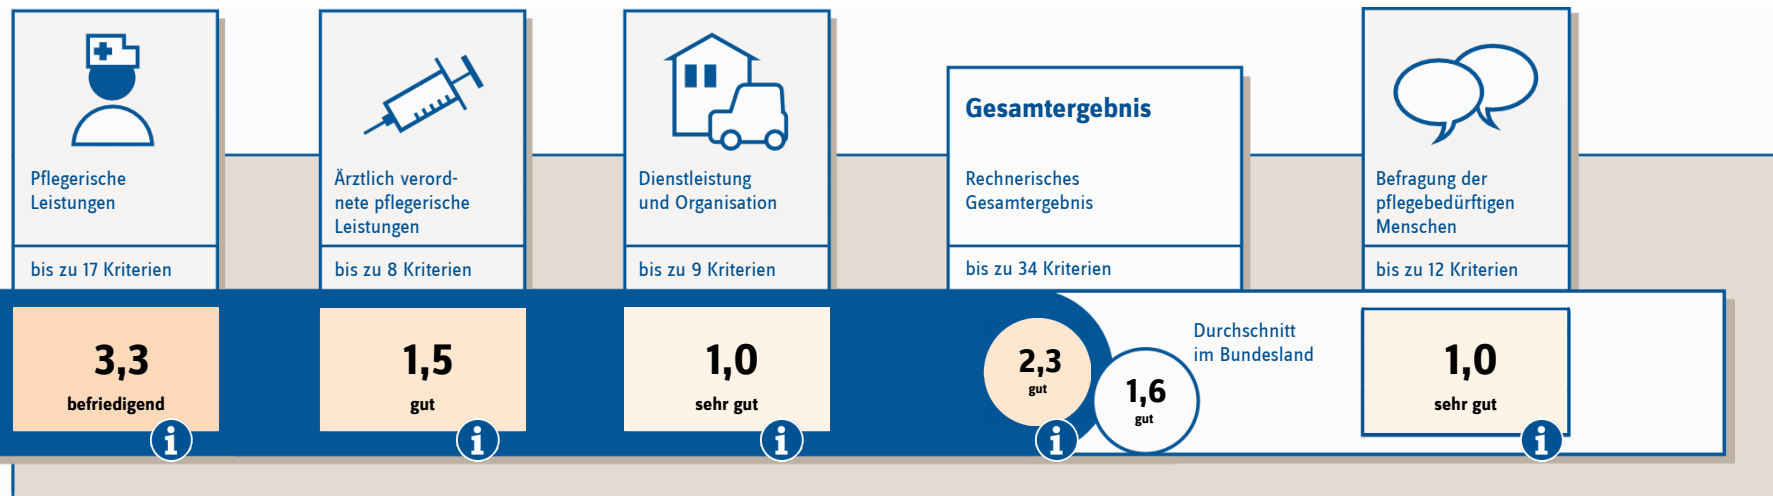 Pflegerische
Leistungen
bis zu 17 Kriterien
3,3
befriedigend
i
Ärztlich verord-
nete pflegerische
Leistungen
bis zu 8 Kriterien
1,5
gut
i
Dienstleistung
und Organisation
bis zu 9 Kriterien
1,0
sehr gut
i
Gesamtergebnis
Rechnerisches
Gesamtergebnis
bis zu 34 Kriterien
2,3
gut
i
1,6
gut
Durchschnitt
im Bundesland
Befragung der
pflegebedürftigen
Menschen
bis zu 12 Kriterien
1,0
sehr gut
i